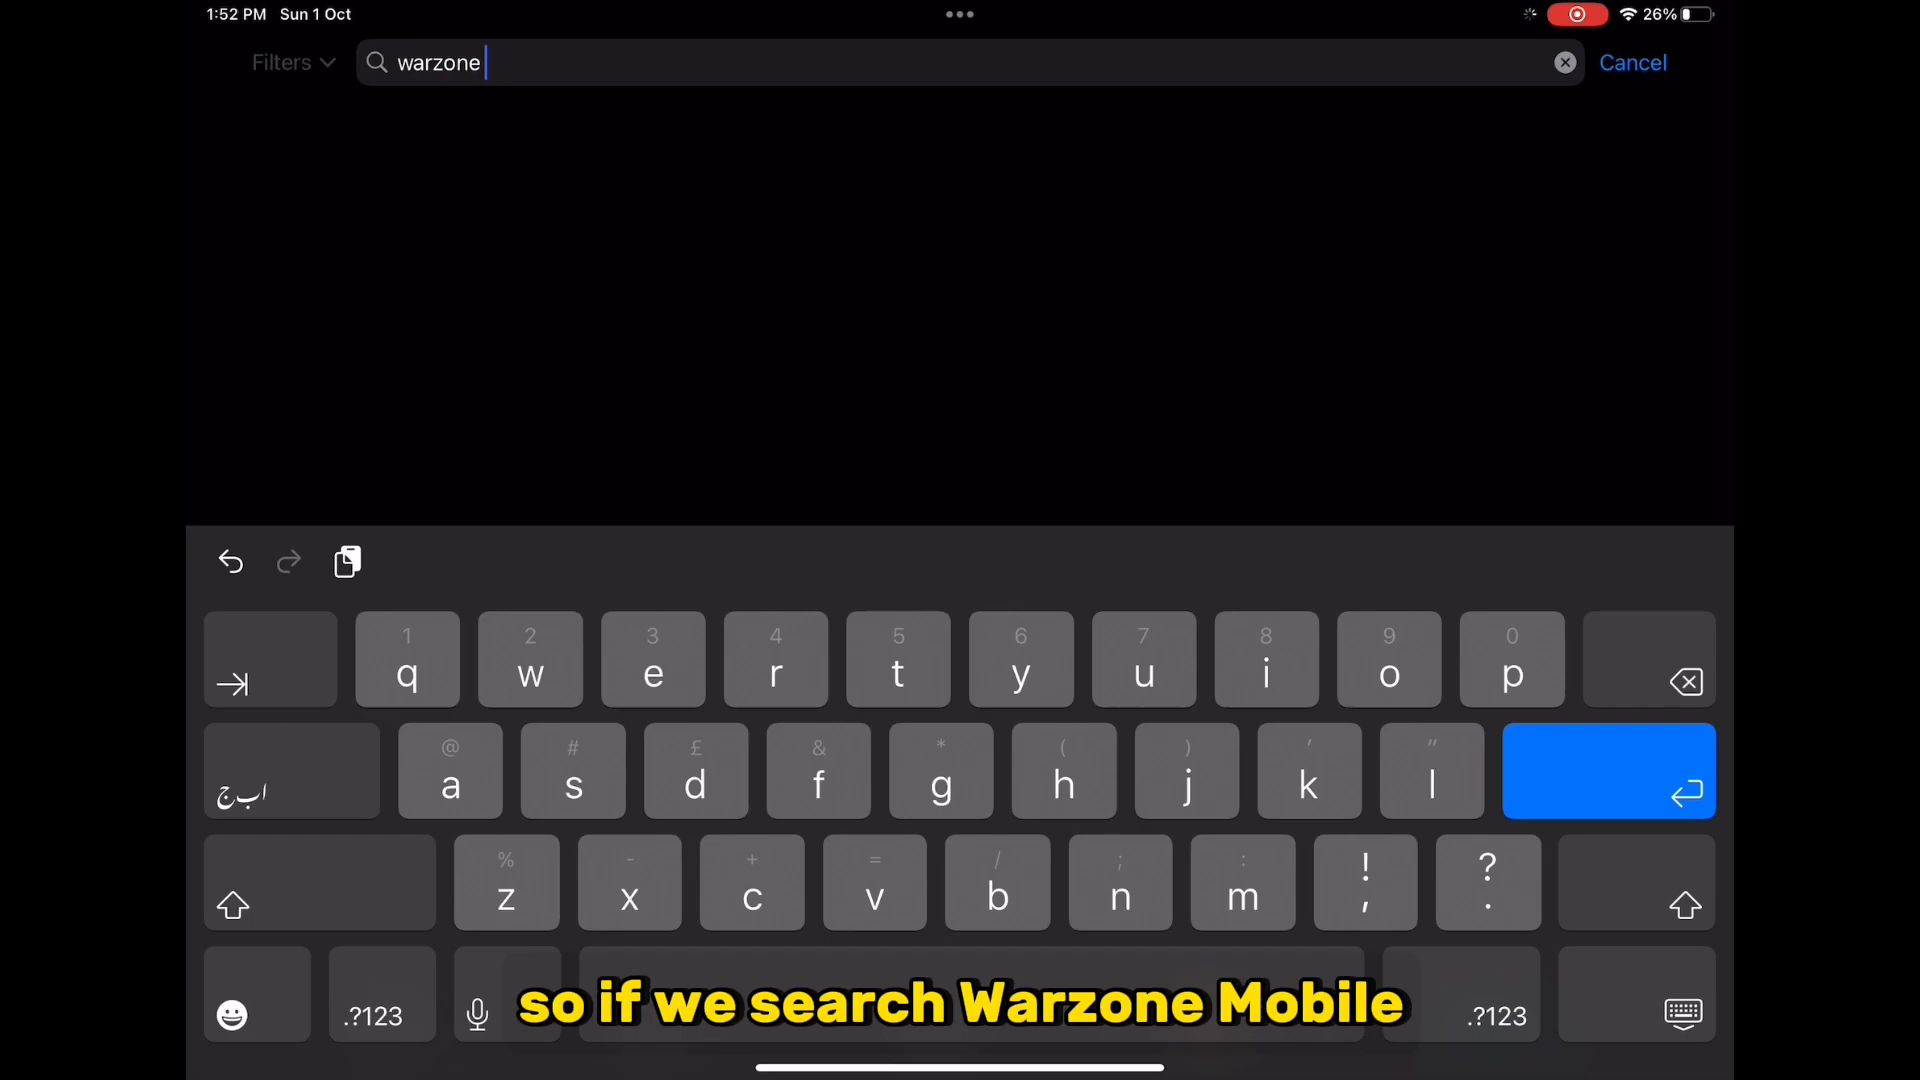 1:52 PM Sun 1 Oct
26%
Filters
warzone
Cancel
1 2 3 4 5 6 7 8 9 0
q w e r t y u i o p
@ # £ & * ( ) ' "
a s d f g h j k l
ا ب ج
% - + = / ; : ! ?
z x c v b n m , .
.?123 .?123
so if we search Warzone Mobile